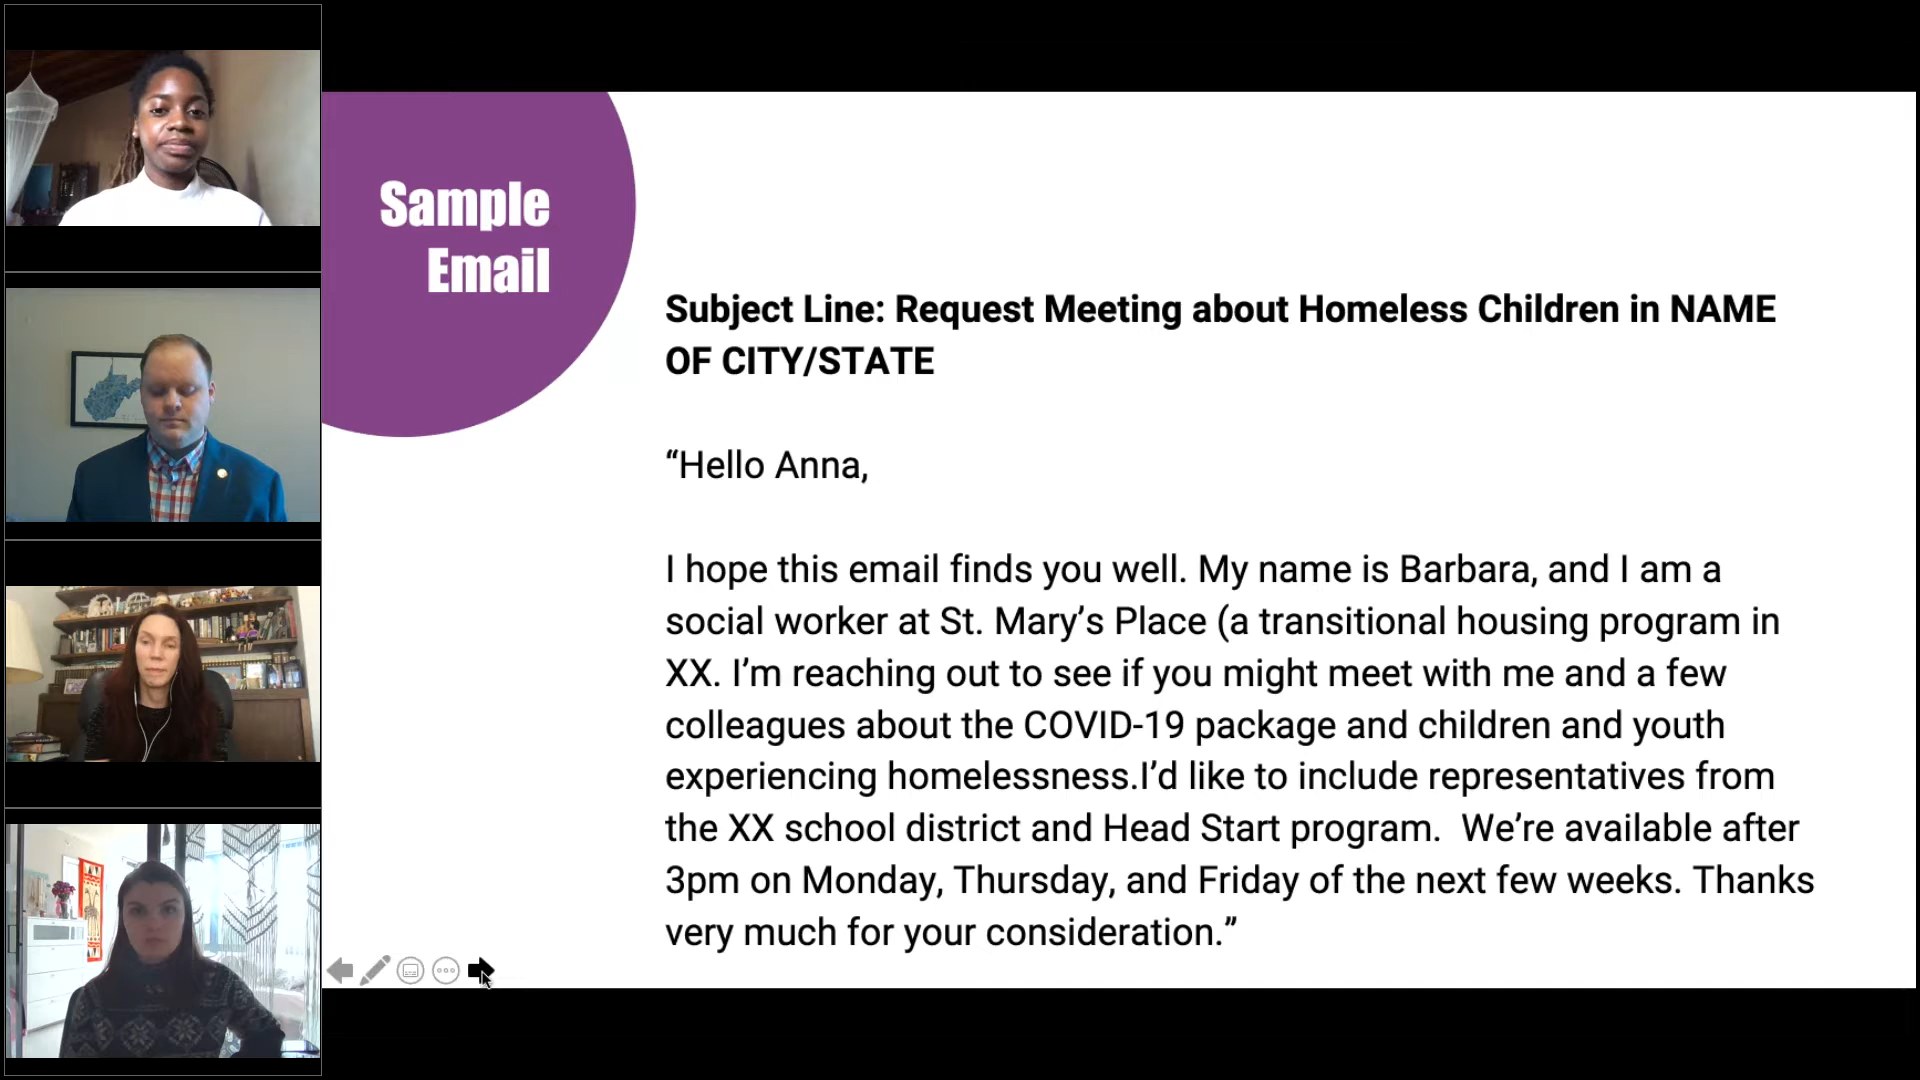 Sample
Email
Subject Line: Request Meeting about Homeless Children in NAME
OF CITY/STATE
“Hello Anna,
I hope this email finds you well. My name is Barbara, and I am a
social worker at St. Mary’s Place (a transitional housing program in
XX. I’m reaching out to see if you might meet with me and a few
colleagues about the COVID-19 package and children and youth
experiencing homelessness.I’d like to include representatives from
the XX school district and Head Start program.  We’re available after
3pm on Monday, Thursday, and Friday of the next few weeks. Thanks
very much for your consideration.”